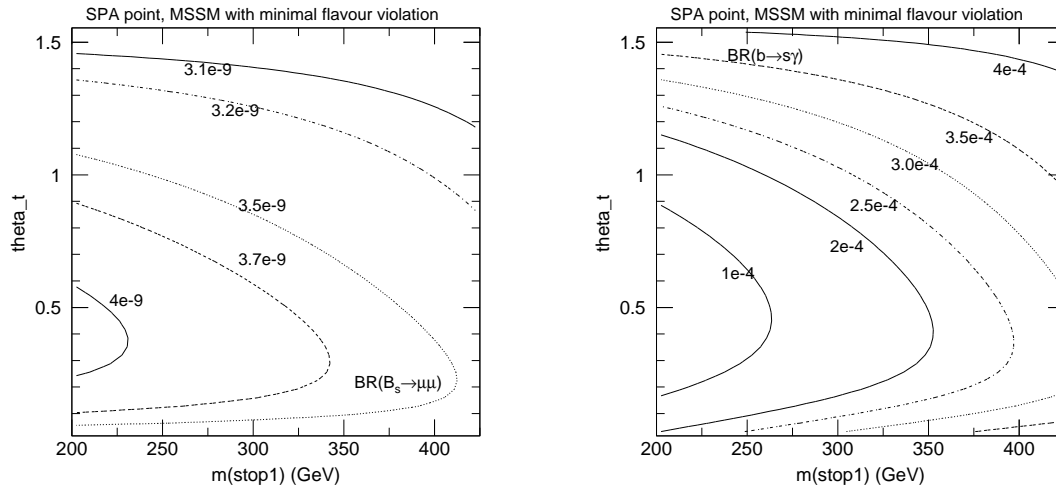 SPA point, MSSM with minimal flavour violation
1.5
1
0.5
theta_t
3.1e-9
3.2e-9
3.5e-9
3.7e-9
4e-9
BR(B_s→μμ)
200 250 300 350 400
m(stop1) (GeV)
SPA point, MSSM with minimal flavour violation
1.5
1
0.5
theta_t
BR(b→sγ)
4e-4
3.5e-4
3.0e-4
2.5e-4
2e-4
1e-4
200 250 300 350 400
m(stop1) (GeV)